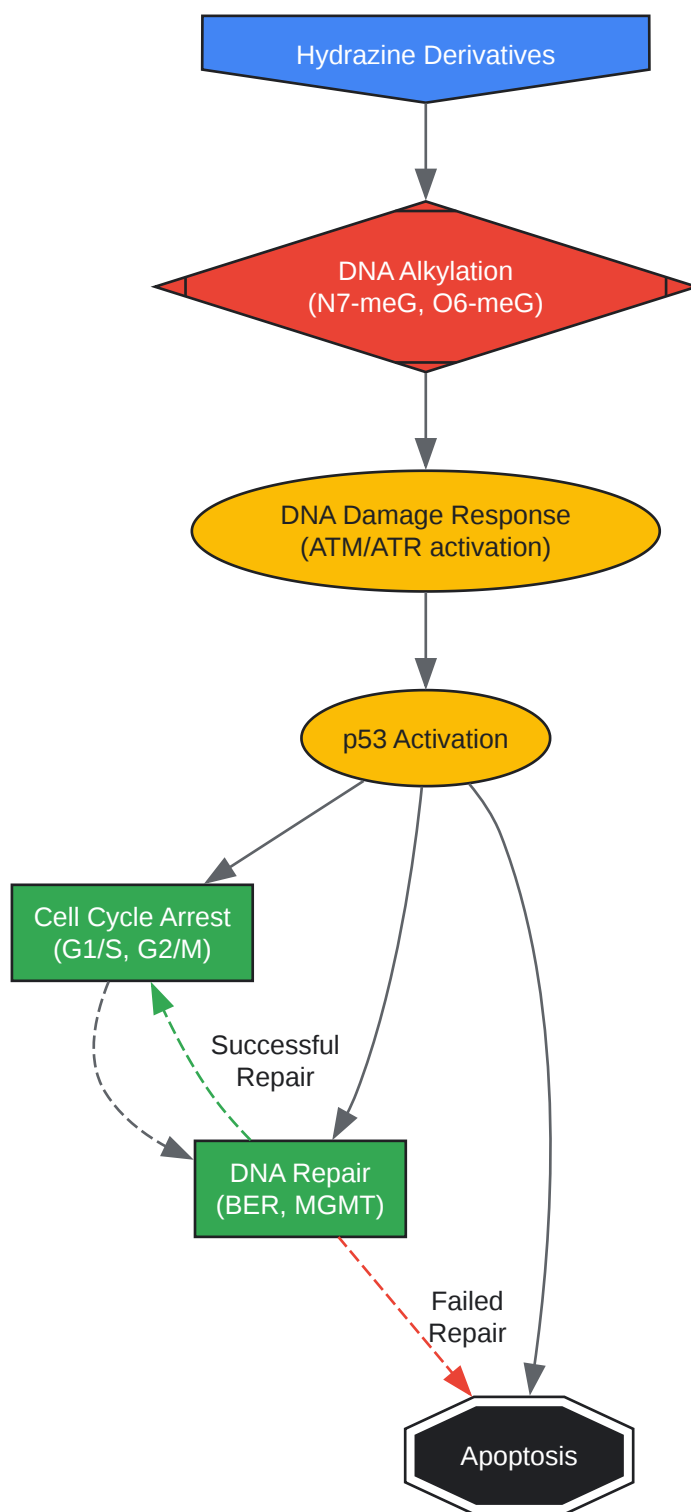 Hydrazine Derivatives
DNA Alkylation
(N7-meG, O6-meG)
DNA Damage Response
(ATM/ATR activation)
p53 Activation
Cell Cycle Arrest
(G1/S, G2/M)
Successful
Repair
DNA Repair
(BER, MGMT)
Failed
Repair
Apoptosis